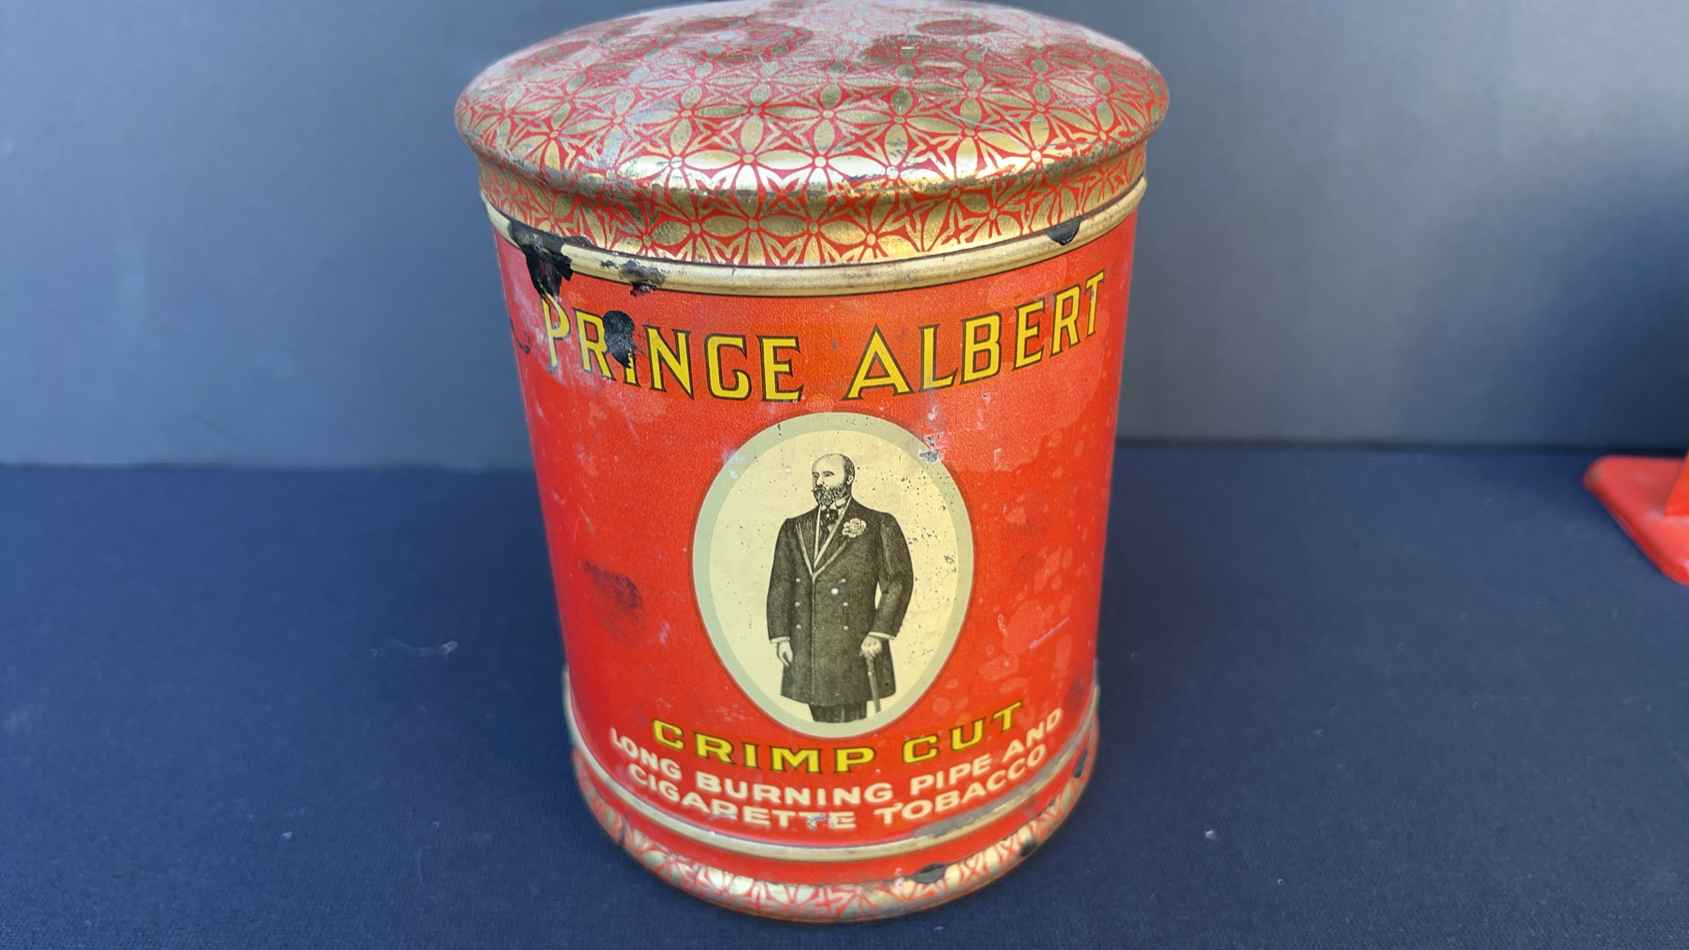 PRINCE ALBERT
CRIMP CUT
LONG BURNING PIPE AND
CIGARETTE TOBACCO